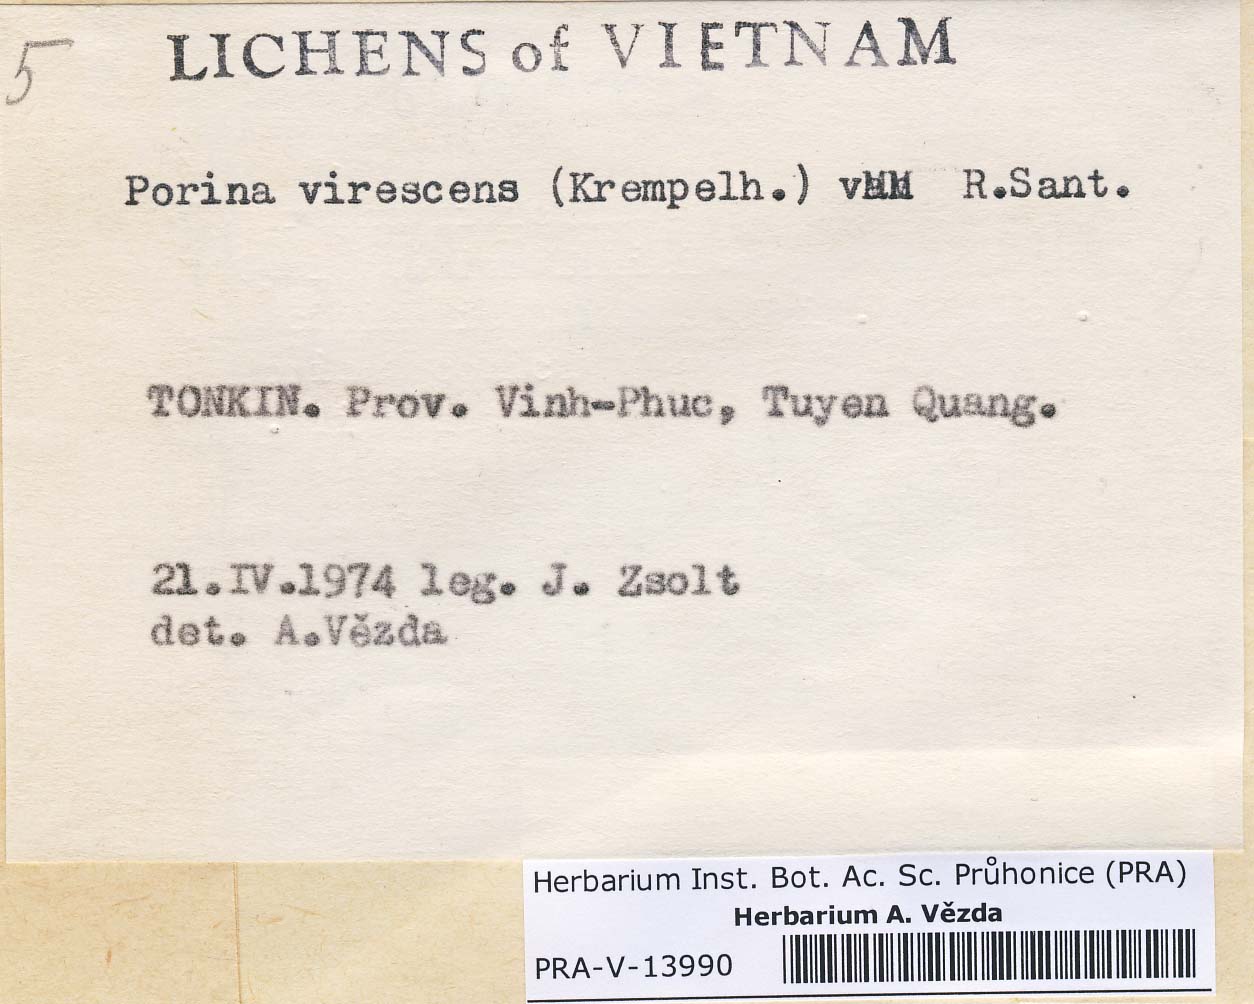 5
LICHENS of VIETNAM
Porina virescens (Krempelh.) R.Sant.
TONKIN. Prov. Vinh-Phuc, Tuyen Quang.
21.IV.1974 leg. J. Zsolt
det. A.Vězda
Herbarium Inst. Bot. Ac. Sc. Průhonice (PRA)
Herbarium A. Vězda
PRA-V-13990